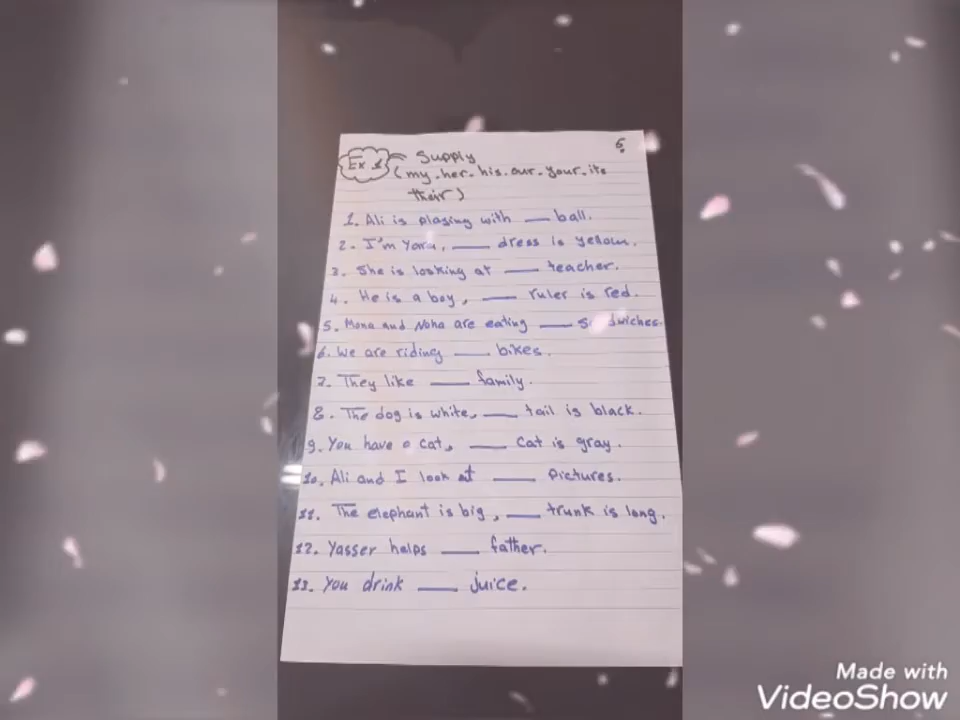 6
Ex.1 Supply
(my.her.his.our.your.its
their)
1. Ali is playing with ___ ball.
2. I'm Yara, ___ dress is yellow.
3. She is looking at ___ teacher.
4. He is a boy, ___ ruler is red.
5. Mona and Noha are eating ___ sandwiches.
6. We are riding ___ bikes.
7. They like ___ family.
8. The dog is white, ___ tail is black.
9. You have a cat, ___ cat is gray.
10. Ali and I look at ___ pictures.
11. The elephant is big, ___ trunk is long.
12. Yasser helps ___ father.
13. You drink ___ juice.
Made with
VideoShow